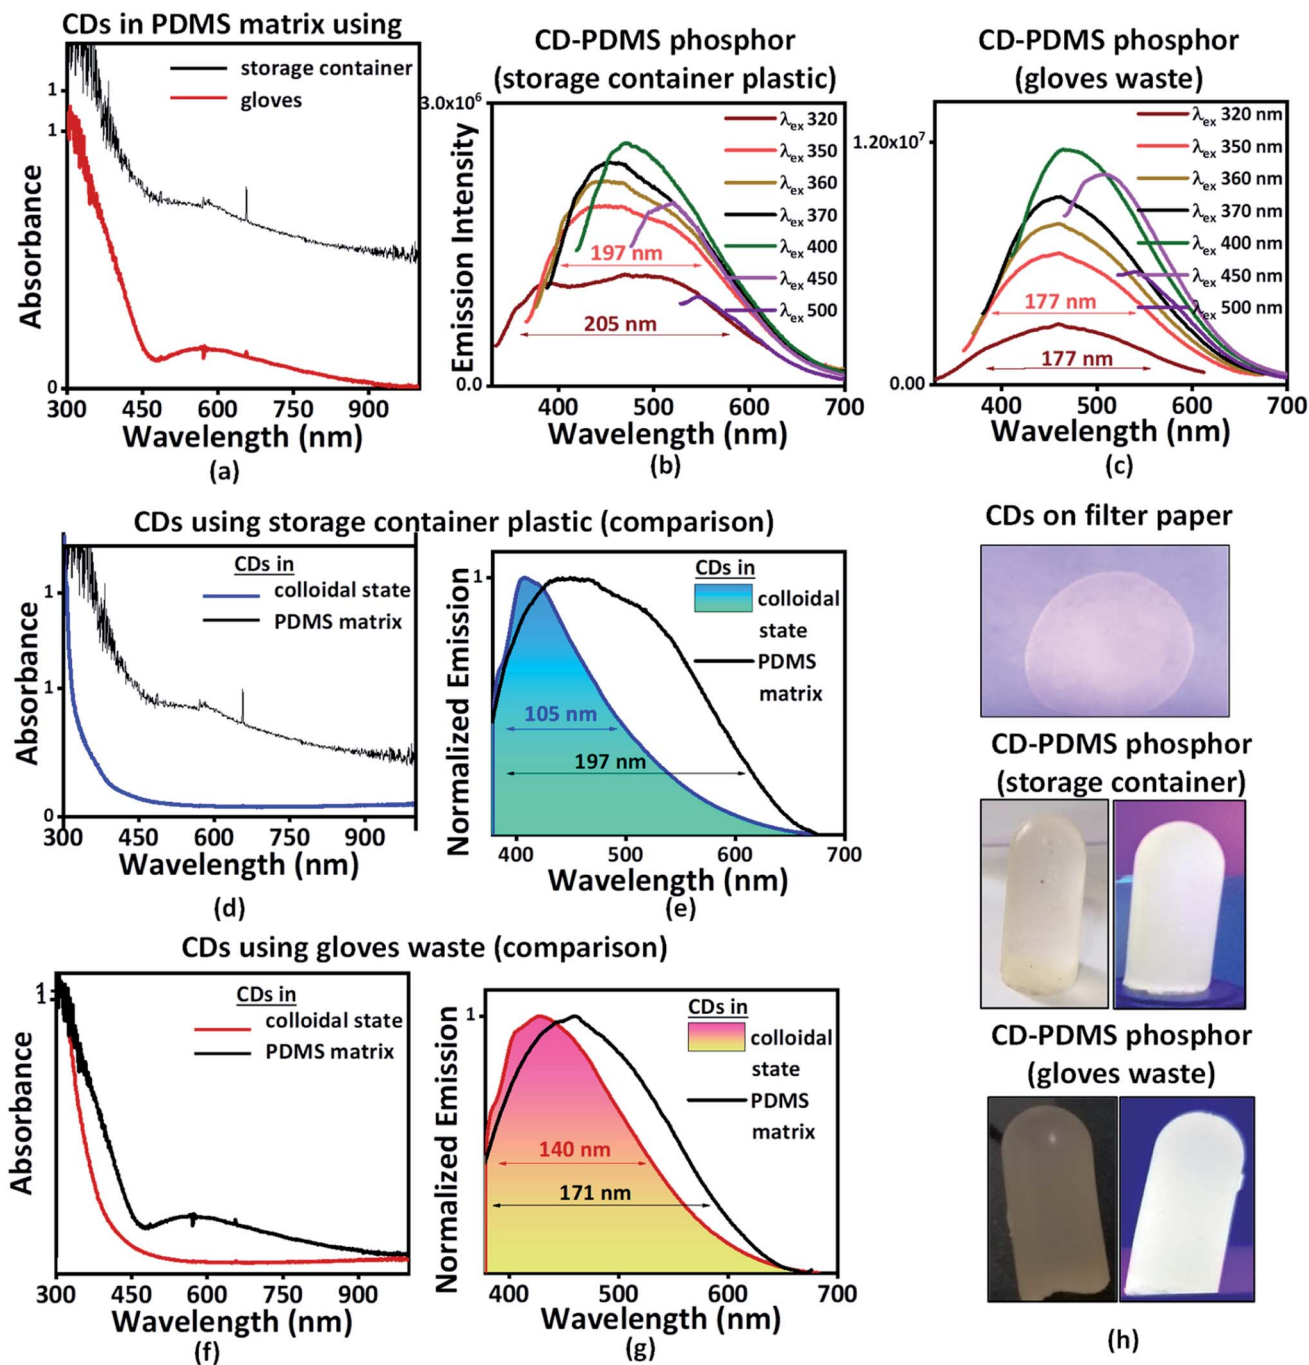 CDs in PDMS matrix using
storage container
gloves
1
1
0
Absorbance
300 450 600 750 900
Wavelength (nm)
(a)
CD-PDMS phosphor
(storage container plastic)
3.0x10⁶
0.0
Emission Intensity
λex 320
λex 350
λex 360
λex 370
λex 400
λex 450
λex 500
197 nm
205 nm
400 500 600 700
Wavelength (nm)
(b)
CD-PDMS phosphor
(gloves waste)
1.20x10⁷
0.00
λex 320 nm
λex 350 nm
λex 360 nm
λex 370 nm
λex 400 nm
λex 450 nm
λex 500 nm
177 nm
177 nm
400 500 600 700
Wavelength (nm)
(c)
CDs using storage container plastic (comparison)
CDs in
colloidal state
PDMS matrix
1
1
0
Absorbance
300 450 600 750 900
Wavelength (nm)
(d)
1
Normalized Emission
CDs in
colloidal
state
PDMS
matrix
105 nm
197 nm
400 500 600 700
Wavelength (nm)
(e)
CDs using gloves waste (comparison)
CDs in
colloidal state
PDMS matrix
1
1
Absorbance
300 450 600 750 900
Wavelength (nm)
(f)
1
Normalized Emission
CDs in
colloidal
state
PDMS
matrix
140 nm
171 nm
400 500 600 700
Wavelength (nm)
(g)
CDs on filter paper
CD-PDMS phosphor
(storage container)
CD-PDMS phosphor
(gloves waste)
(h)